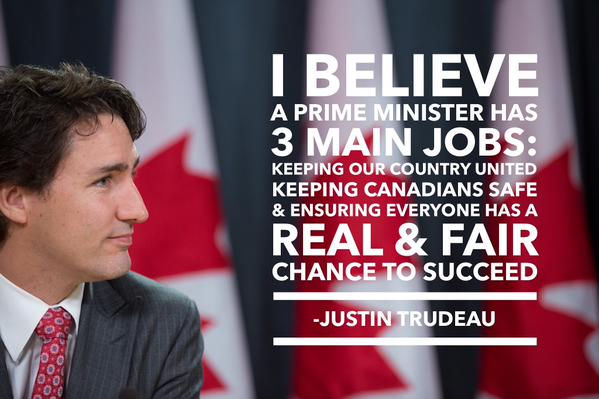 I BELIEVE
A PRIME MINISTER HAS
3 MAIN JOBS:
KEEPING OUR COUNTRY UNITED
KEEPING CANADIANS SAFE
& ENSURING EVERYONE HAS A
REAL & FAIR
CHANCE TO SUCCEED
-JUSTIN TRUDEAU